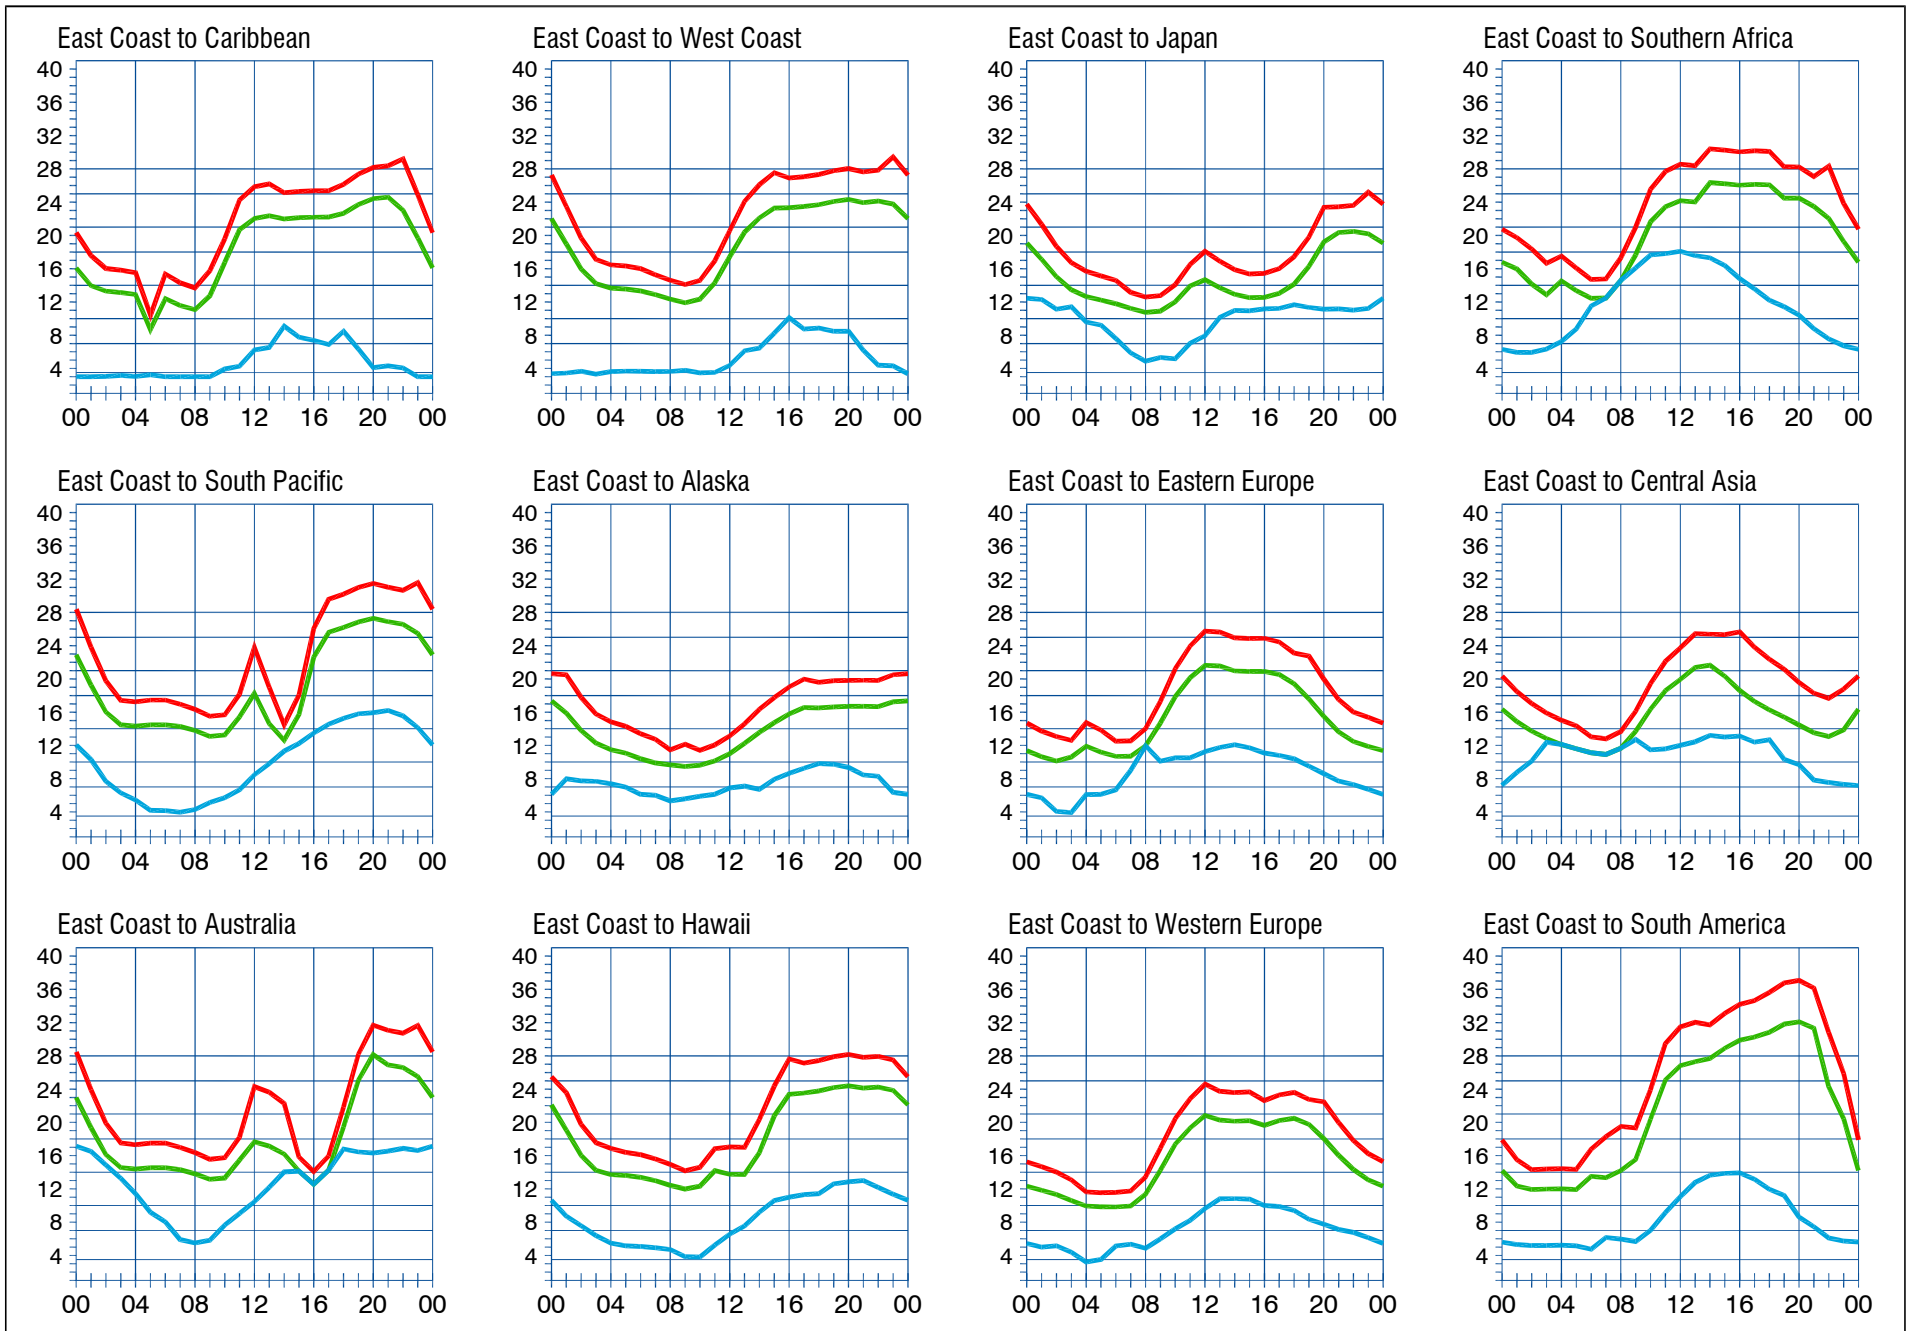 East Coast to Caribbean East Coast to West Coast East Coast to Japan East Coast to Southern Africa
40 40 40 40
36 36 36 36
32 32 32 32
28 28 28 28
24 24 24 24
20 20 20 20
16 16 16 16
12 12 12 12
8 8 8 8
4 4 4 4
00 04 08 12 16 20 00 00 04 08 12 16 20 00 00 04 08 12 16 20 00 00 04 08 12 16 20 00
East Coast to South Pacific East Coast to Alaska East Coast to Eastern Europe East Coast to Central Asia
40 40 40 40
36 36 36 36
32 32 32 32
28 28 28 28
24 24 24 24
20 20 20 20
16 16 16 16
12 12 12 12
8 8 8 8
4 4 4 4
00 04 08 12 16 20 00 00 04 08 12 16 20 00 00 04 08 12 16 20 00 00 04 08 12 16 20 00
East Coast to Australia East Coast to Hawaii East Coast to Western Europe East Coast to South America
40 40 40 40
36 36 36 36
32 32 32 32
28 28 28 28
24 24 24 24
20 20 20 20
16 16 16 16
12 12 12 12
8 8 8 8
4 4 4 4
00 04 08 12 16 20 00 00 04 08 12 16 20 00 00 04 08 12 16 20 00 00 04 08 12 16 20 00